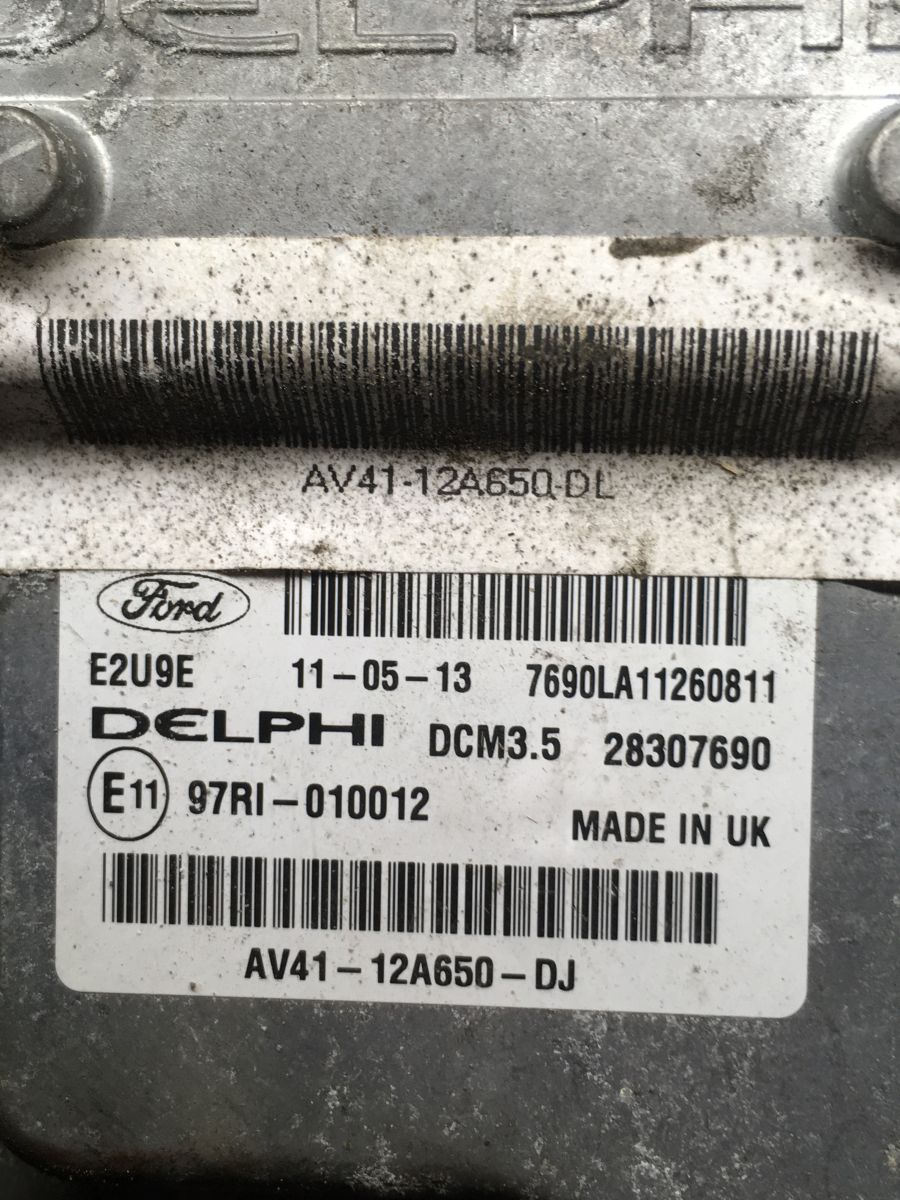 DELPHI
AV41-12A650-DL
Ford
E2U9E 11-05-13 7690LA11260811
DELPHI DCM3.5 28307690
E11 97RI-010012
MADE IN UK
AV41-12A650-DJ